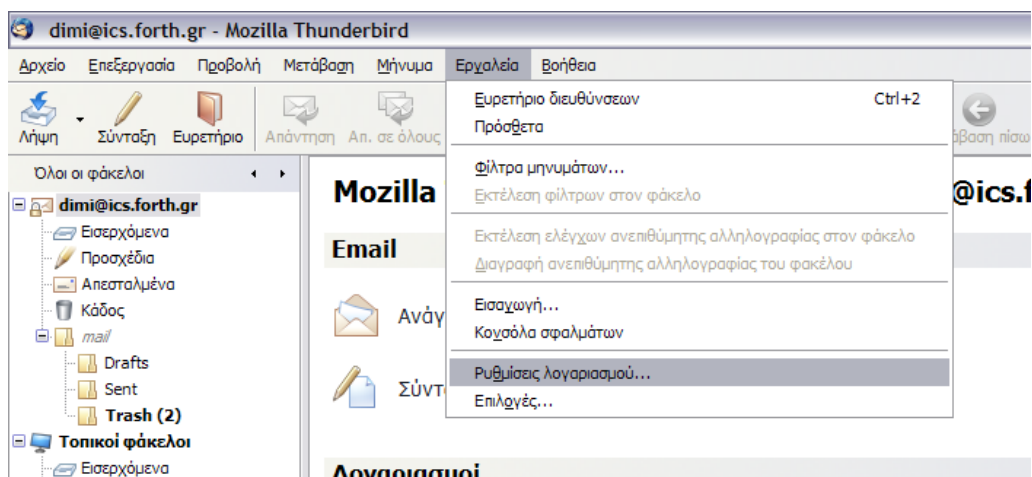 dimi@ics.forth.gr - Mozilla Thunderbird
Αρχείο Επεξεργασία Προβολή Μετάβαση Μήνυμα Εργαλεία Βοήθεια
Λήψη Σύνταξη Ευρετήριο Απάντηση Απ. σε όλους
πίσω
Ευρετήριο διευθύνσεων Ctrl+2
Πρόσθετα
Φίλτρα μηνυμάτων...
Εκτέλεση φίλτρων στον φάκελο
Εκτέλεση ελέγχων ανεπιθύμητης αλληλογραφίας στον φάκελο
Διαγραφή ανεπιθύμητης αλληλογραφίας του φακέλου
Εισαγωγή...
Κονσόλα σφαλμάτων
Ρυθμίσεις λογαριασμού...
Επιλογές...
Όλοι οι φάκελοι
dimi@ics.forth.gr
Εισερχόμενα
Προσχέδια
Απεσταλμένα
Κάδος
mail
Drafts
Sent
Trash (2)
Τοπικοί φάκελοι
Εισερχόμενα
Mozilla @ics.f
Email
Ανάγ
Σύντ
Λογαριασμοί